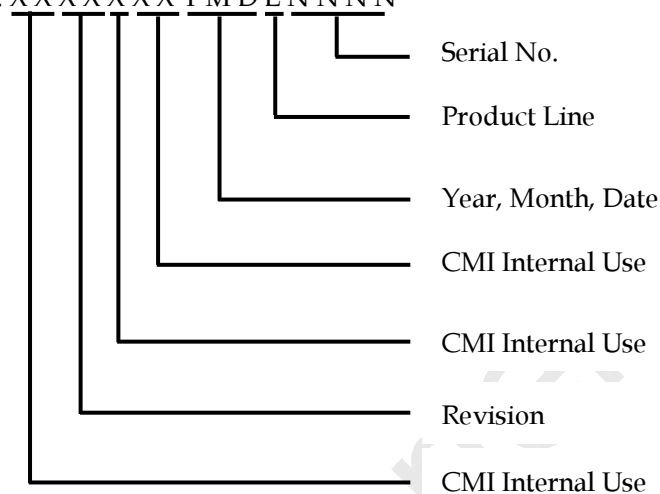 X X X X X X X Y M D L N N N N
Serial No.
Product Line
Year, Month, Date
CMI Internal Use
CMI Internal Use
Revision
CMI Internal Use